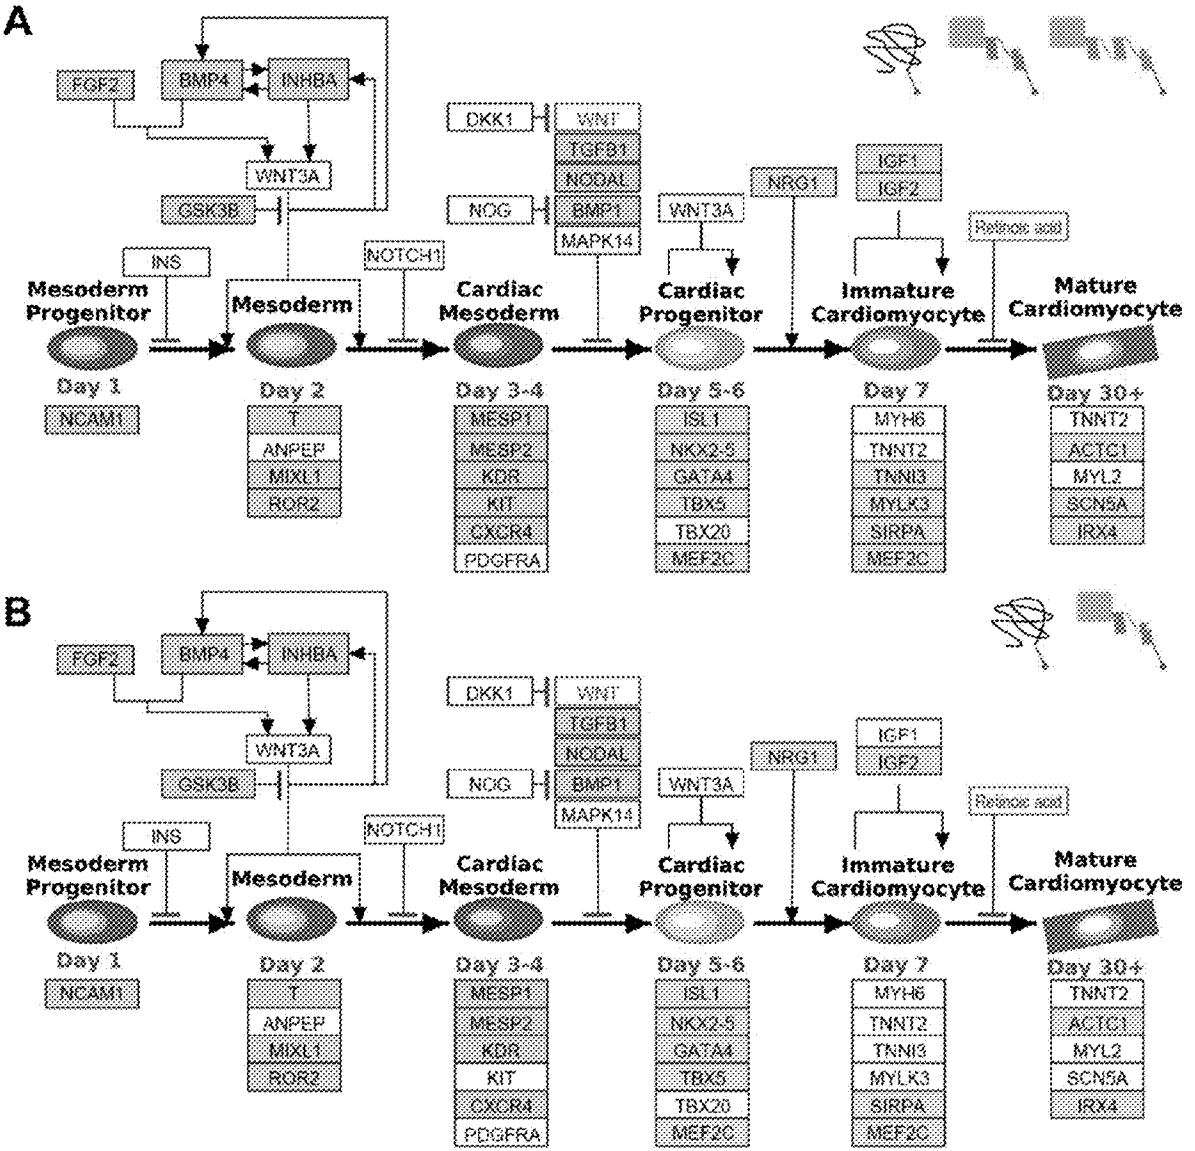 A
FGF2
BMP4
INHBA
WNT3A
GSK3B
INS
DKK1
WNT
TGFB1
NODAL
NOG
BMP1
MAPK14
NOTCH1
WNT3A
NRG1
IGF1
IGF2
Retinoic acid
Mesoderm
Progenitor
Mesoderm
Cardiac
Mesoderm
Cardiac
Progenitor
Immature
Cardiomyocyte
Mature
Cardiomyocyte
Day 1
Day 2
Day 3-4
Day 5-6
Day 7
Day 30+
NCAM1
T
ANPEP
MIXL1
ROR2
MESP1
MESP2
KDR
KIT
CXCR4
PDGFRA
ISL1
NKX2-5
GATA4
TBX5
TBX20
MEF2C
MYH6
TNNT2
TNNI3
MYLK3
SIRPA
MEF2C
TNNT2
ACTC1
MYL2
SCN5A
IRX4
B
FGF2
BMP4
INHBA
WNT3A
GSK3B
INS
DKK1
WNT
TGFB1
NODAL
NOG
BMP1
MAPK14
NOTCH1
WNT3A
NRG1
IGF1
IGF2
Retinoic acid
Mesoderm
Progenitor
Mesoderm
Cardiac
Mesoderm
Cardiac
Progenitor
Immature
Cardiomyocyte
Mature
Cardiomyocyte
Day 1
Day 2
Day 3-4
Day 5-6
Day 7
Day 30+
NCAM1
T
ANPEP
MIXL1
ROR2
MESP1
MESP2
KDR
KIT
CXCR4
PDGFRA
ISL1
NKX2-5
GATA4
TBX5
TBX20
MEF2C
MYH6
TNNT2
TNNI3
MYLK3
SIRPA
MEF2C
TNNT2
ACTC1
MYL2
SCN5A
IRX4